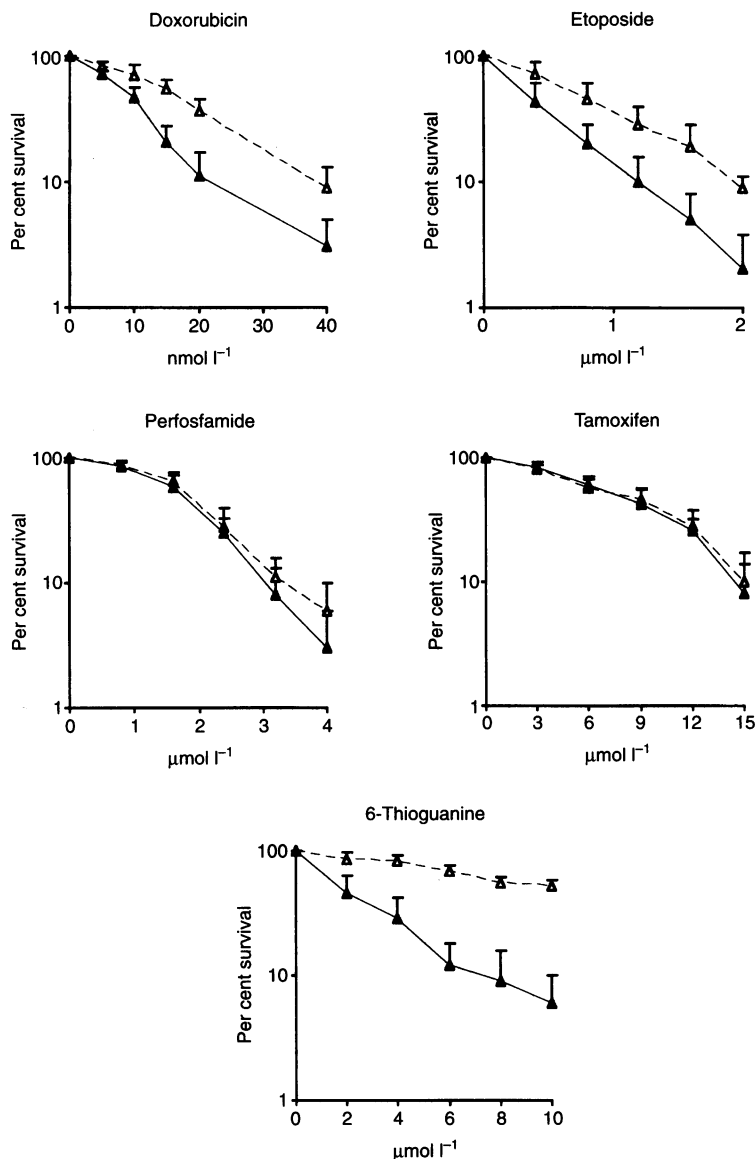 Doxorubicin
Per cent survival
100
10
1
0 10 20 30 40
nmol l⁻¹
Etoposide
Per cent survival
100
10
1
0 1 2
μmol l⁻¹
Perfosfamide
Per cent survival
100
10
1
0 1 2 3 4
μmol l⁻¹
Tamoxifen
Per cent survival
100
10
1
0 3 6 9 12 15
μmol l⁻¹
6-Thioguanine
Per cent survival
100
10
1
0 2 4 6 8 10
μmol l⁻¹